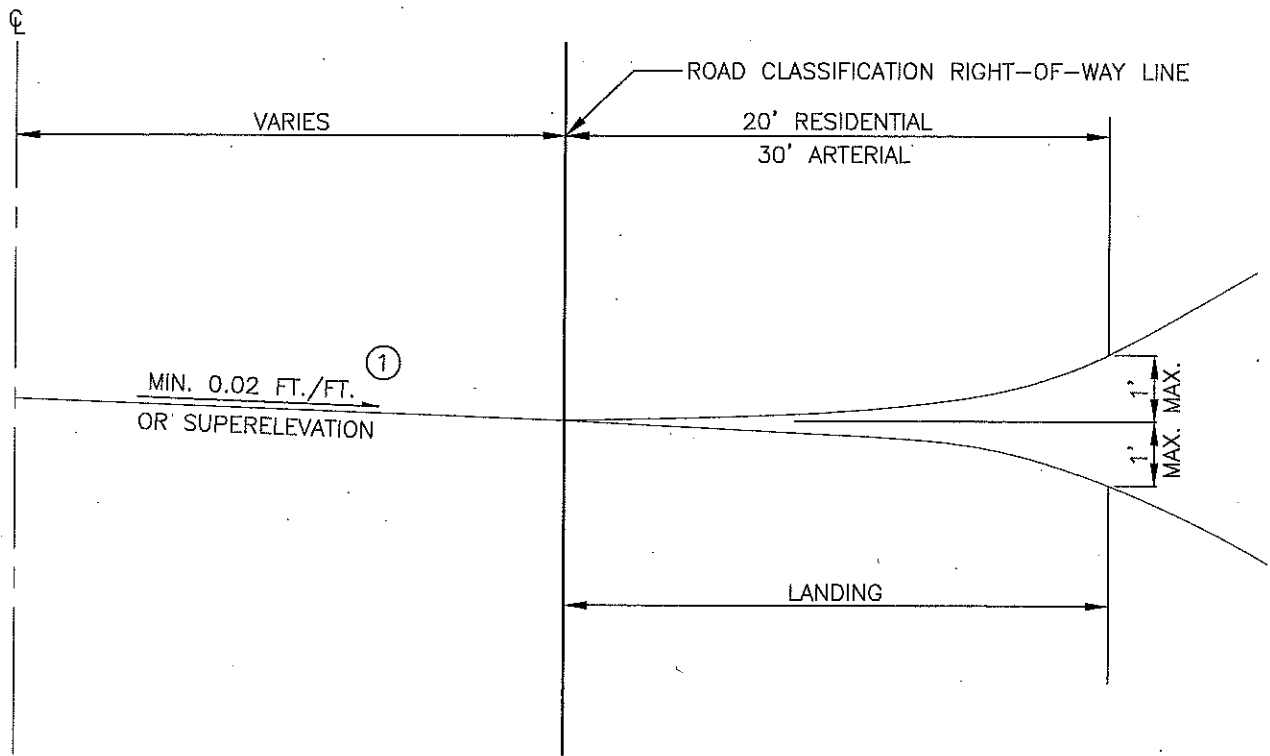 ℄
ROAD CLASSIFICATION RIGHT-OF-WAY LINE
VARIES
20' RESIDENTIAL
30' ARTERIAL
1
MIN. 0.02 FT./FT.
OR SUPERELEVATION
1'
MAX.
1'
MAX.
LANDING